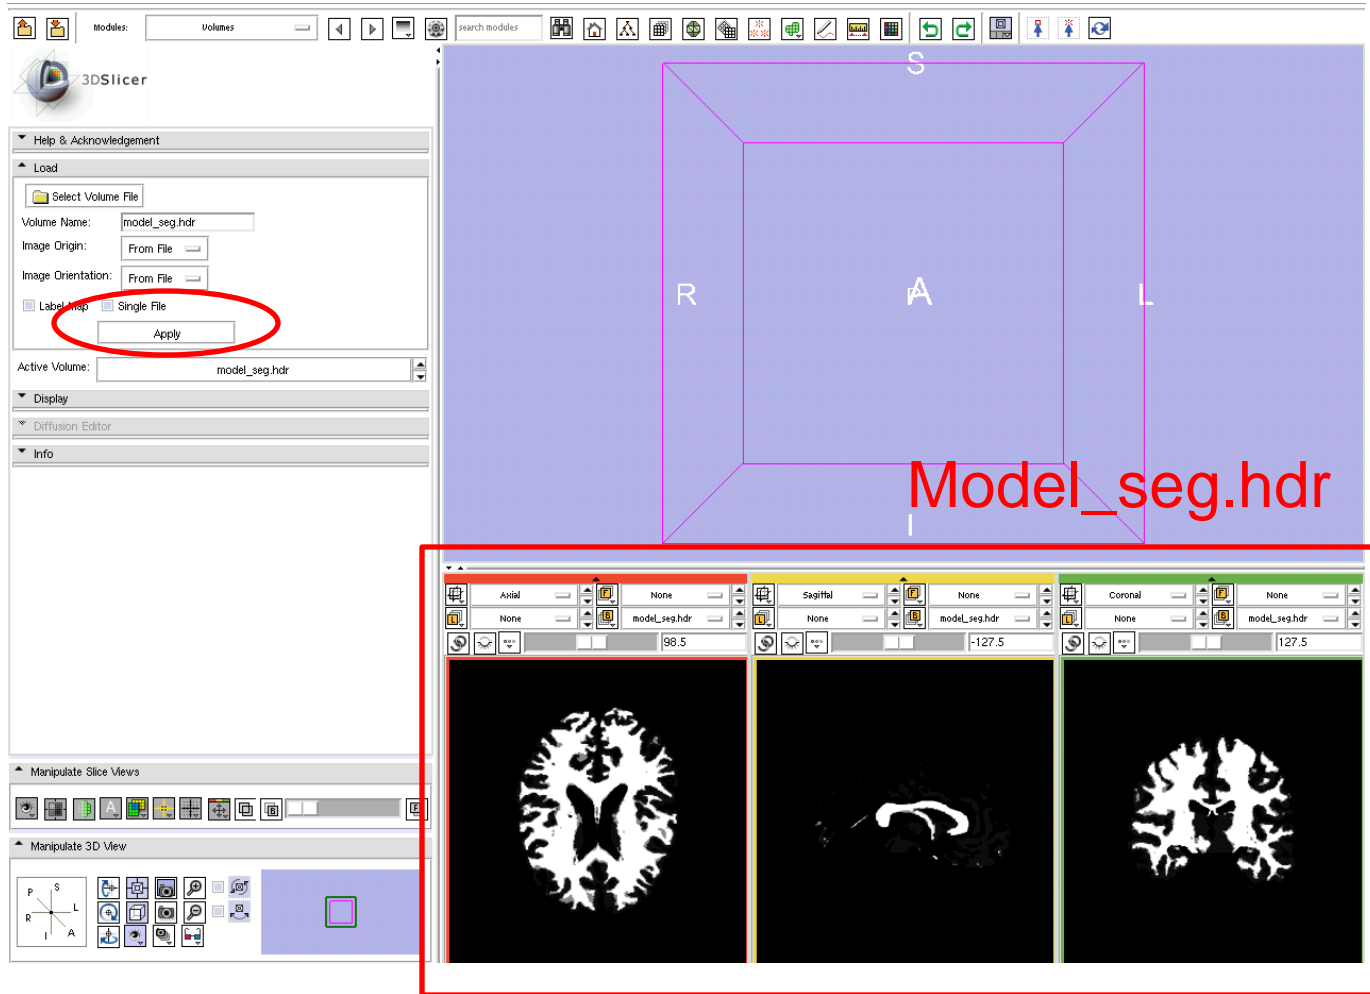 Modules: Volumes search modules
3DSlicer
Help & Acknowledgement
Load
Select Volume File
Volume Name: model_seg.hdr
Image Origin: From File
Image Orientation: From File
Label Map Single File
Apply
Active Volume: model_seg.hdr
Display
Diffusion Editor
Info
S
R P A L
I
Model_seg.hdr
Axial F None
L None B model_seg.hdr
98.5
Sagittal F None
L None B model_seg.hdr
-127.5
Coronal F None
L None B model_seg.hdr
127.5
Manipulate Slice Views
A B F
Manipulate 3D View
P S
R L
I A